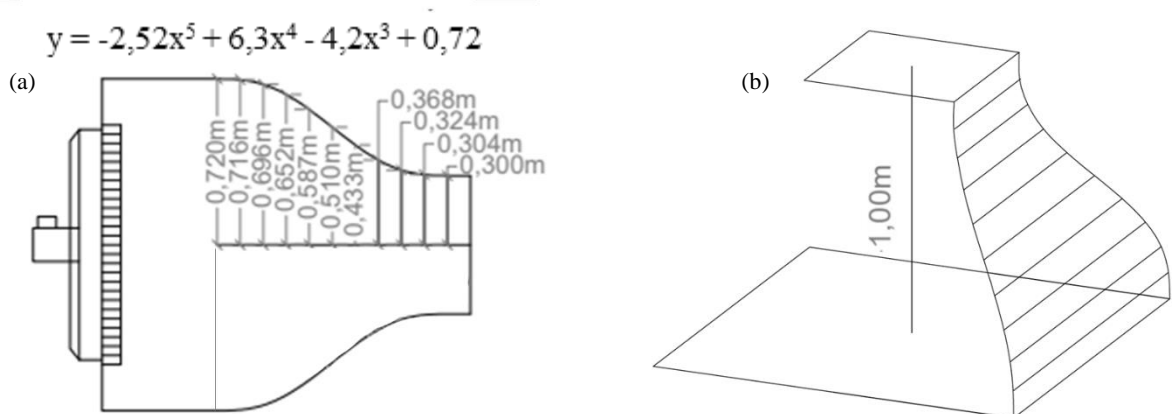 y = -2,52x⁵ + 6,3x⁴ - 4,2x³ + 0,72
(a)
0,720m
0,716m
0,696m
0,652m
0,587m
0,510m
0,433m
0,368m
0,324m
0,304m
0,300m
(b)
1,00m